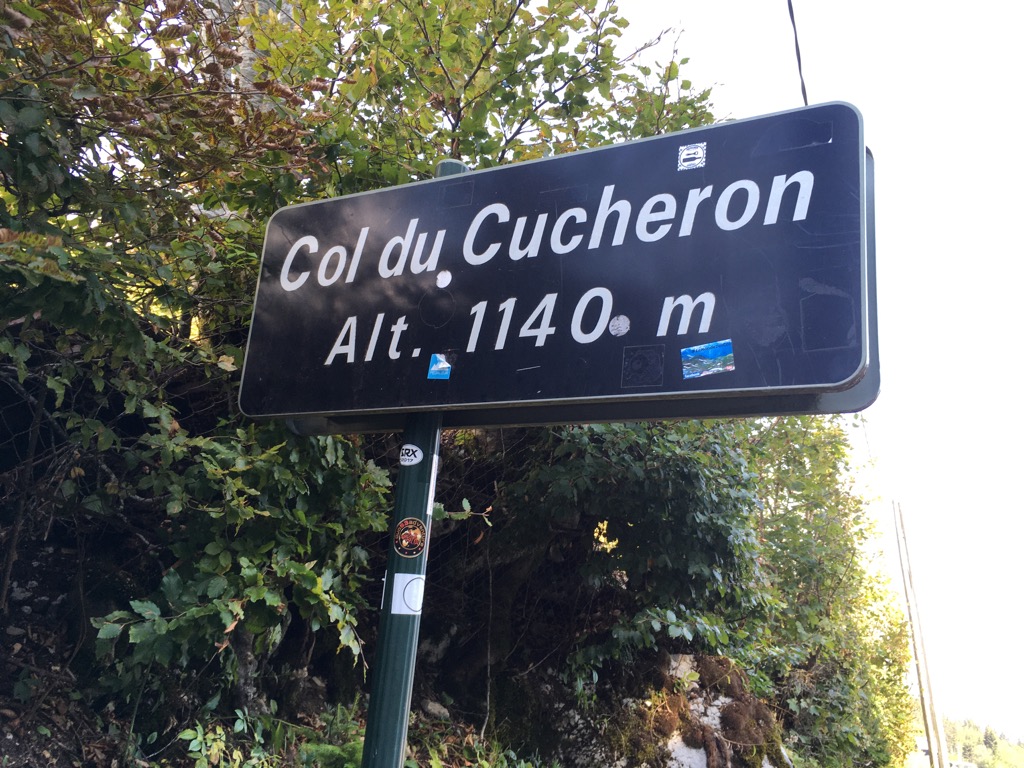 Col du Cucheron
Alt. 1140 m